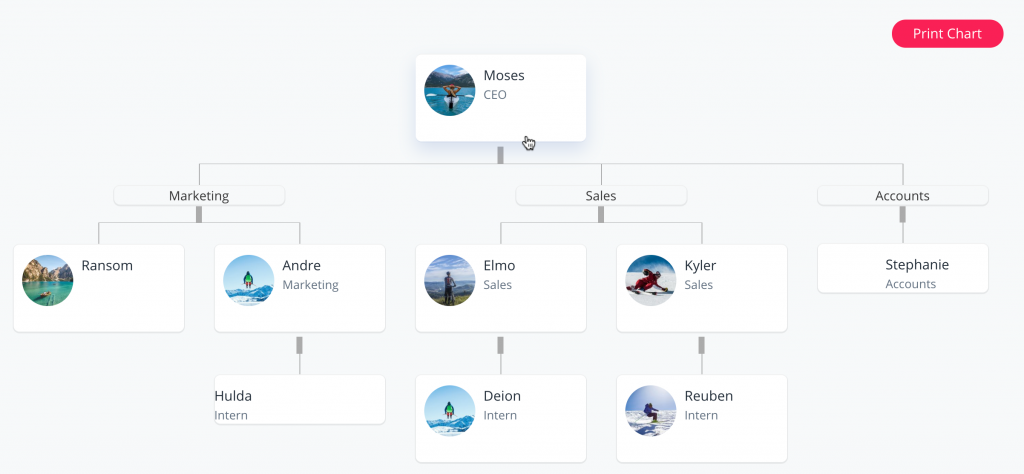 Print Chart
Moses
CEO
Marketing
Sales
Accounts
Ransom
Andre
Marketing
Elmo
Sales
Kyler
Sales
Stephanie
Accounts
Hulda
Intern
Deion
Intern
Reuben
Intern